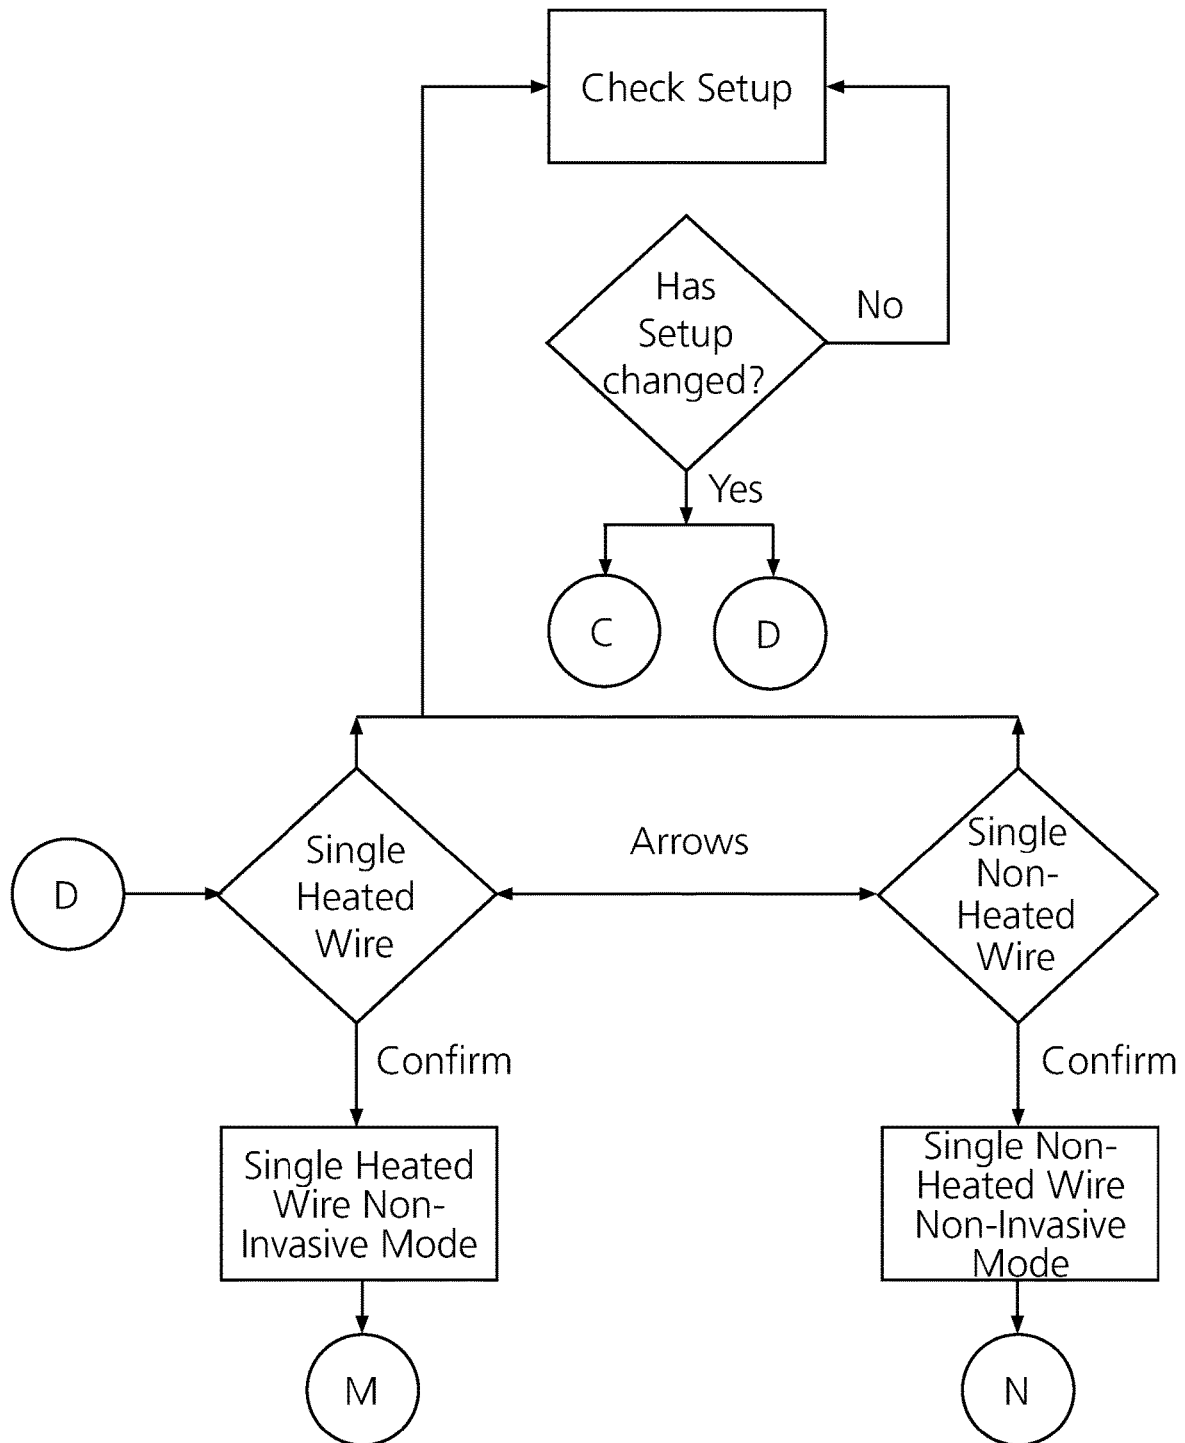 Check Setup
Has
Setup
changed?
No
Yes
C
D
D
Single
Heated
Wire
Arrows
Single
Non-
Heated
Wire
Confirm
Confirm
Single Heated
Wire Non-
Invasive Mode
Single Non-
Heated Wire
Non-Invasive
Mode
M
N